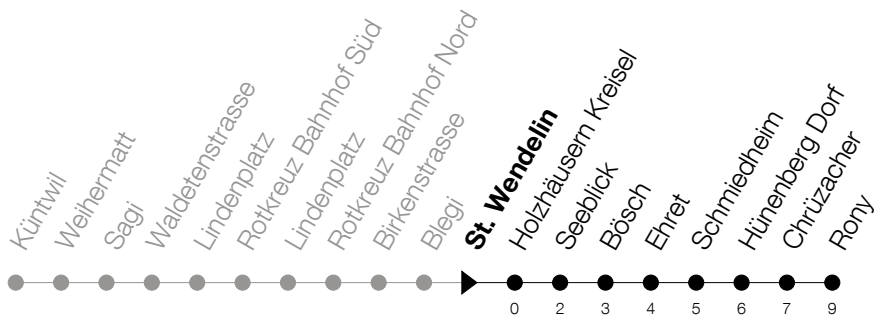 Küntwil
Weihermatt
Sagi
Waldetenstrasse
Lindenplatz
Rotkreuz Bahnhof Süd
Lindenplatz
Rotkreuz Bahnhof Nord
Birkenstrasse
Blegi
St. Wendelin
Holzhäusern Kreisel
Seeblick
Bösch
Ehret
Schmiedheim
Hünenberg Dorf
Chrüzacher
Rony
0 2 3 4 5 6 7 9